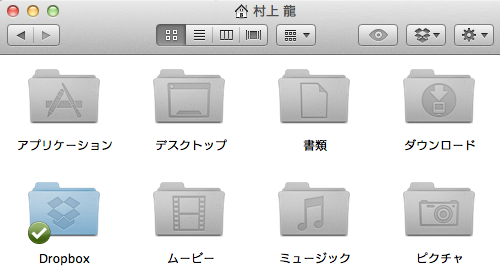 村上 龍
アプリケーション
デスクトップ
書類
ダウンロード
Dropbox
ムービー
ミュージック
ピクチャ